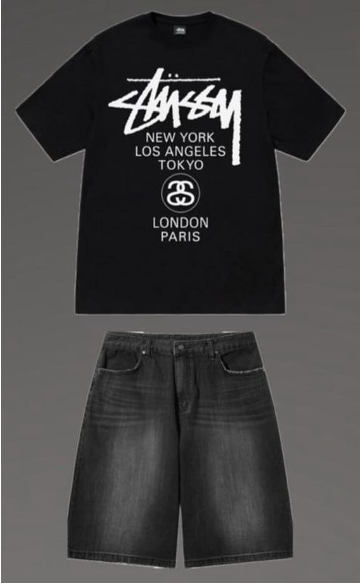 STÜSSY
NEW YORK
LOS ANGELES
TOKYO
LONDON
PARIS